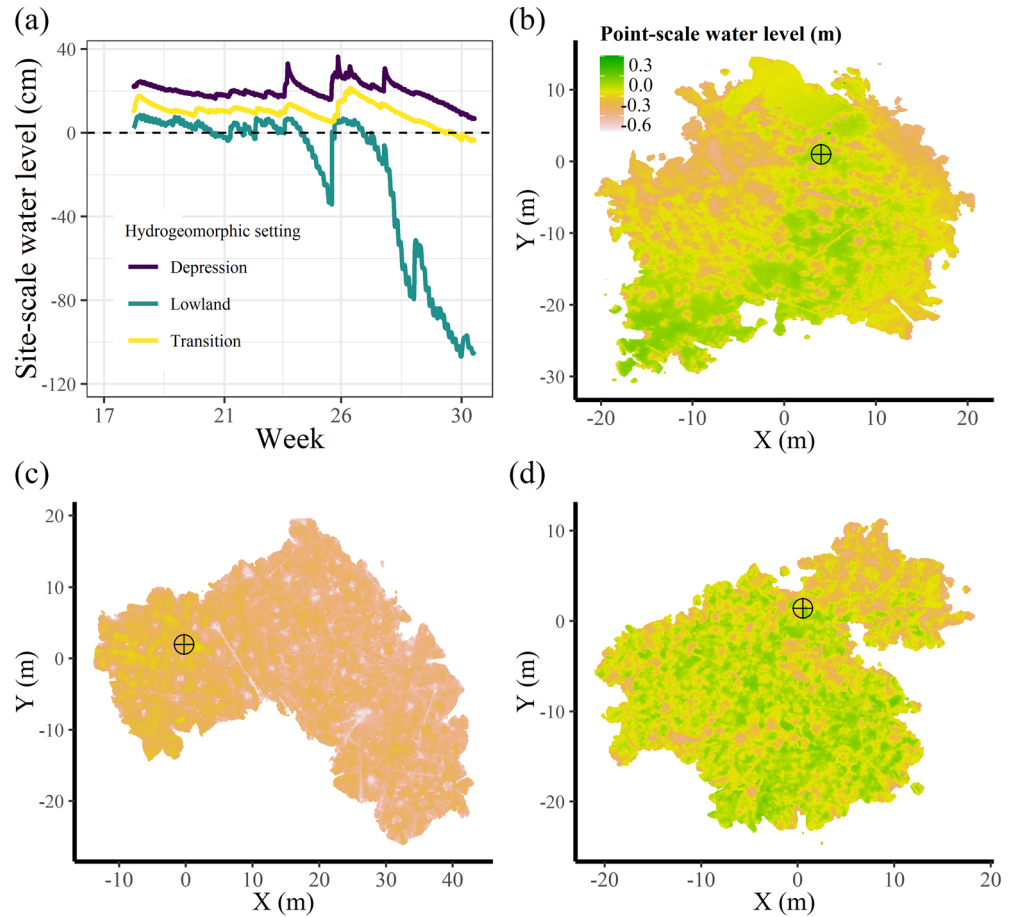 (a)
Site-scale water level (cm)
40
0
-40
-80
-120
Hydrogeomorphic setting
Depression
Lowland
Transition
17 21 26 30
Week
(b)
Point-scale water level (m)
0.3
0.0
-0.3
-0.6
Y (m)
10
0
-10
-20
-30
-20 -10 0 10 20
X (m)
(c)
Y (m)
20
10
0
-10
-20
-10 0 10 20 30 40
X (m)
(d)
Y (m)
10
0
-10
-20
-20 -10 0 10 20
X (m)